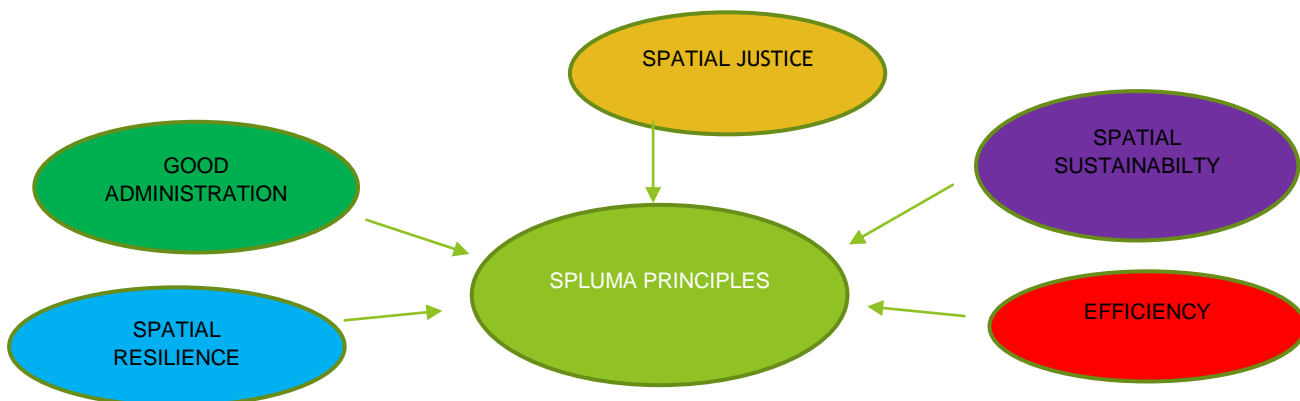 SPATIAL JUSTICE
GOOD
ADMINISTRATION
SPATIAL
SUSTAINABILTY
SPLUMA PRINCIPLES
SPATIAL
RESILIENCE
EFFICIENCY